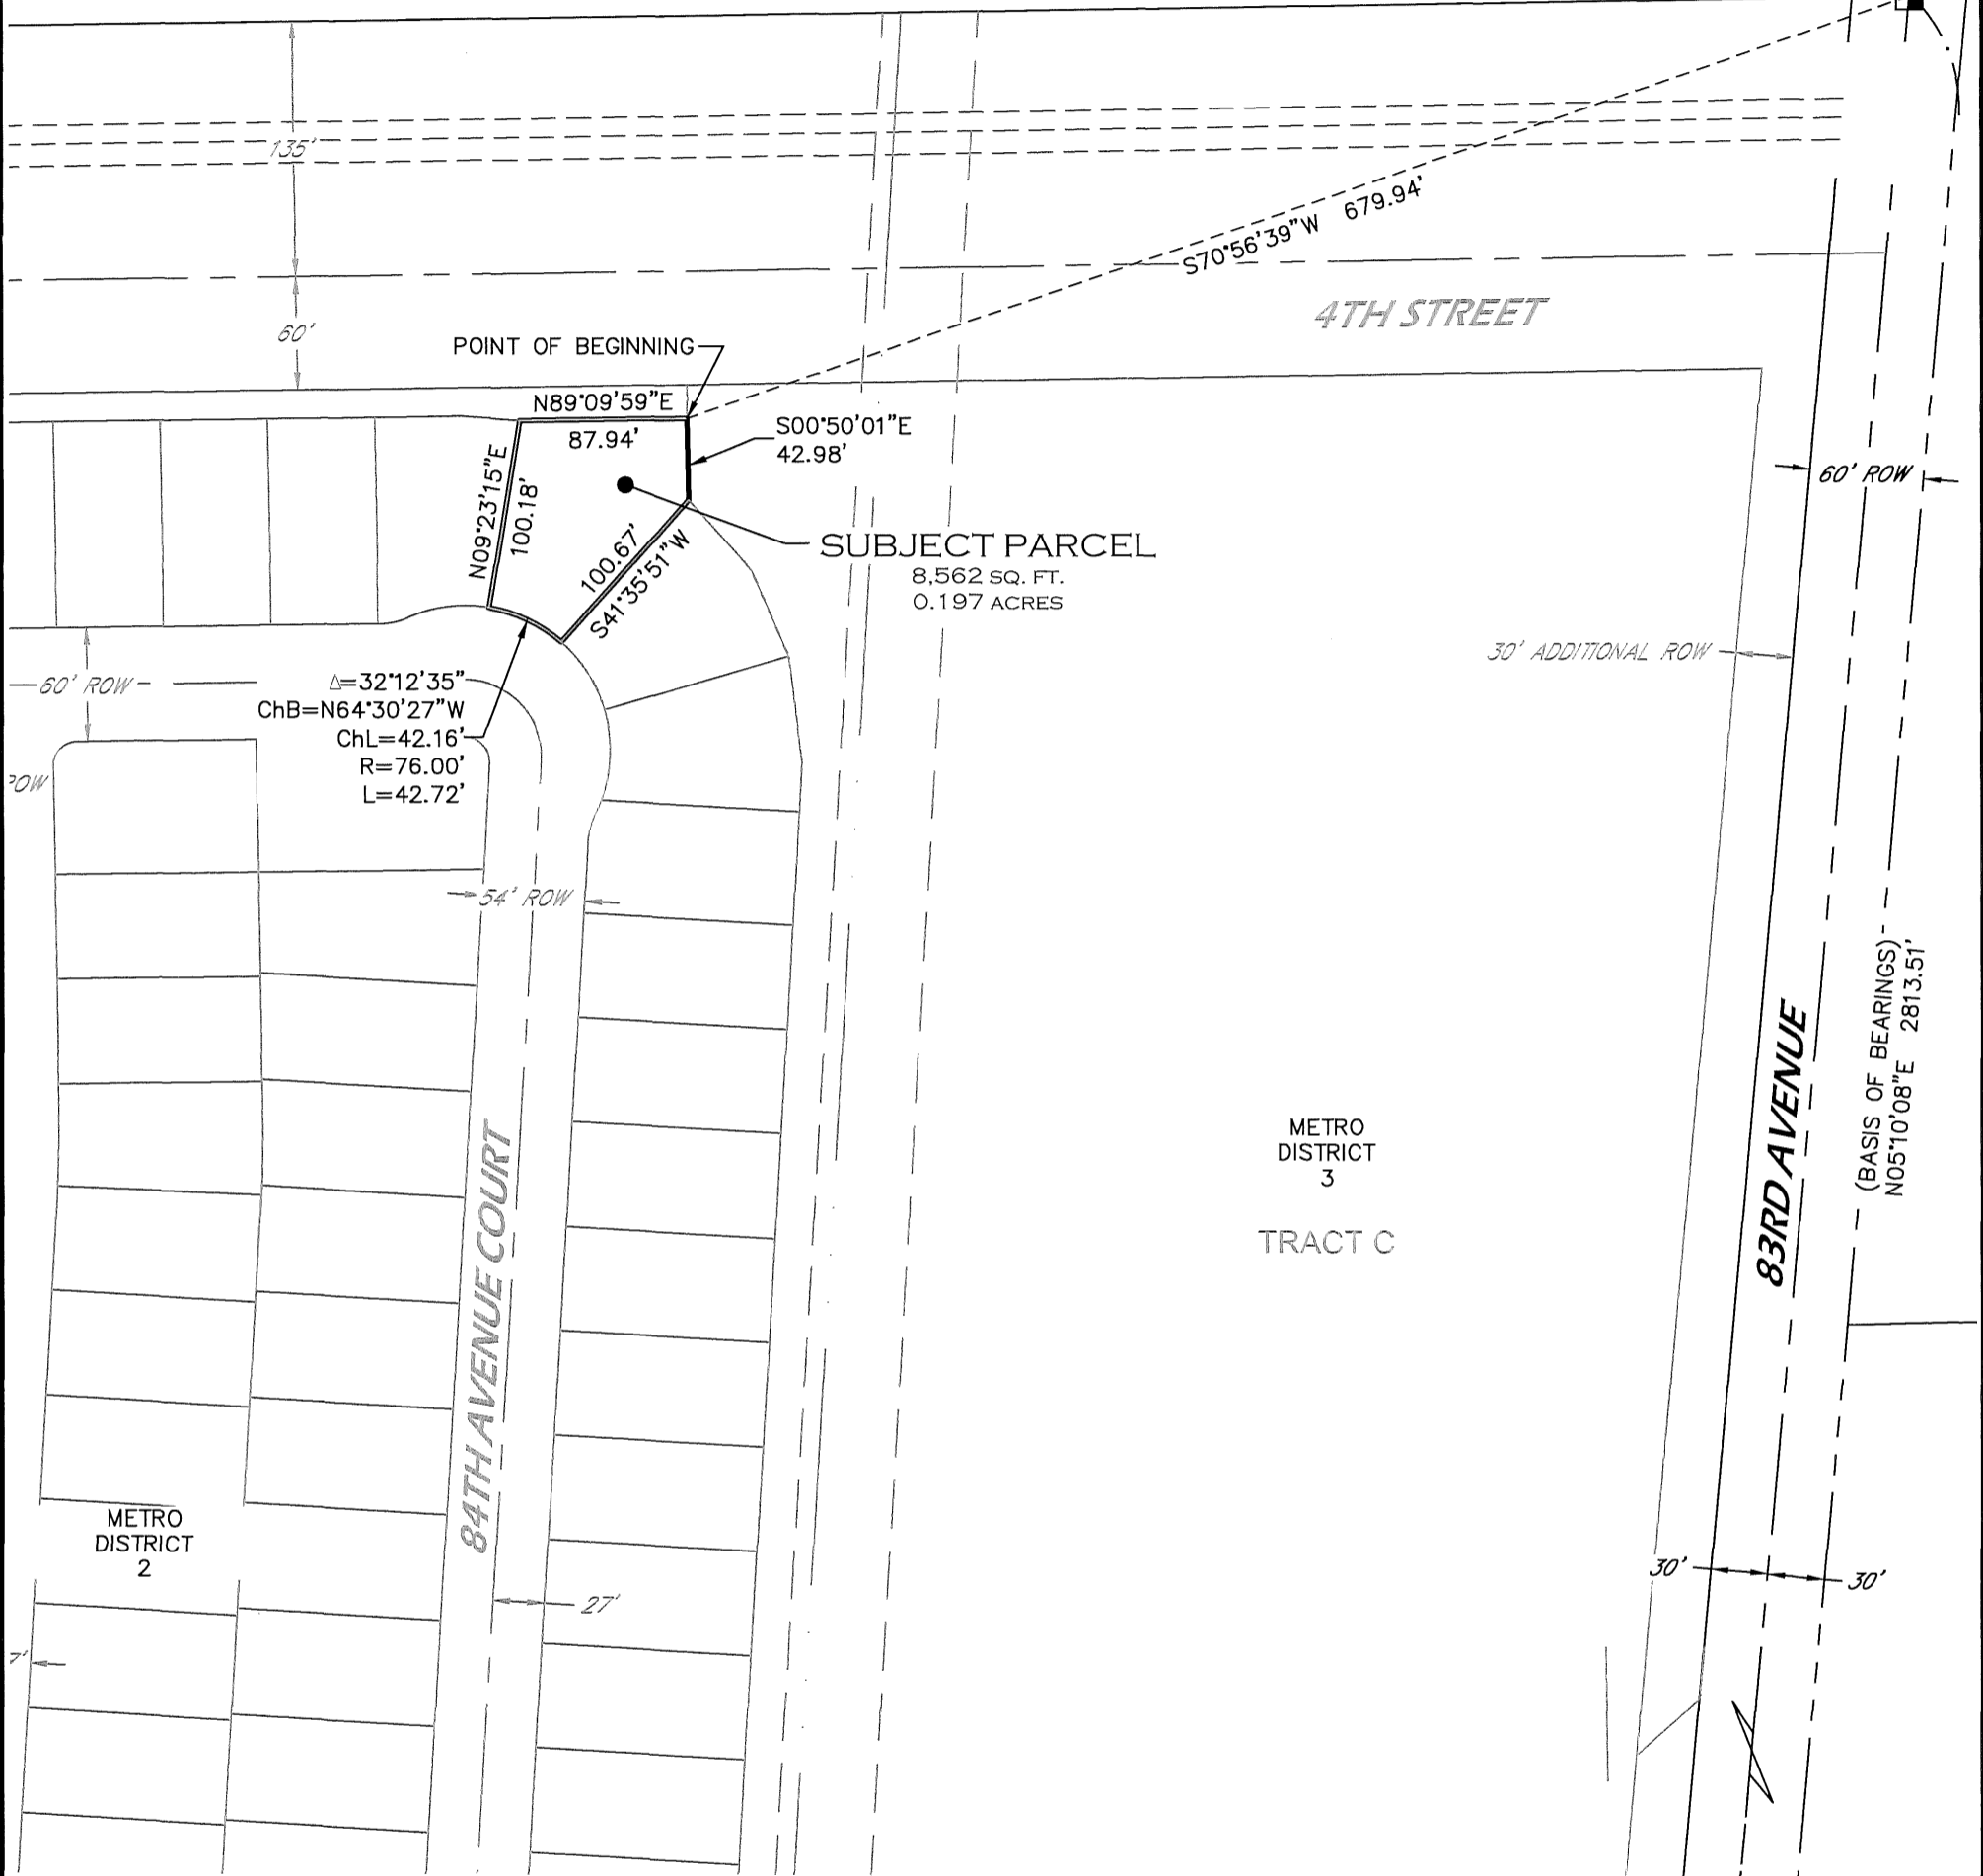 135'
S70°56'39"W 679.94'
4TH STREET
60'
POINT OF BEGINNING
N89°09'59"E
87.94'
S00°50'01"E
42.98'
N09°23'15"E
100.18'
100.67'
S41°35'51"W
SUBJECT PARCEL
8,562 SQ. FT.
0.197 ACRES
60' ROW
30' ADDITIONAL ROW
60' ROW
Δ=32°12'35"
ChB=N64°30'27"W
ChL=42.16'
R=76.00'
L=42.72'
ROW
54' ROW
(BASIS OF BEARINGS)
N05°10'08"E 2813.51'
83RD AVENUE
METRO
DISTRICT
3
TRACT C
84TH AVENUE COURT
METRO
DISTRICT
2
30'
30'
27'
7'